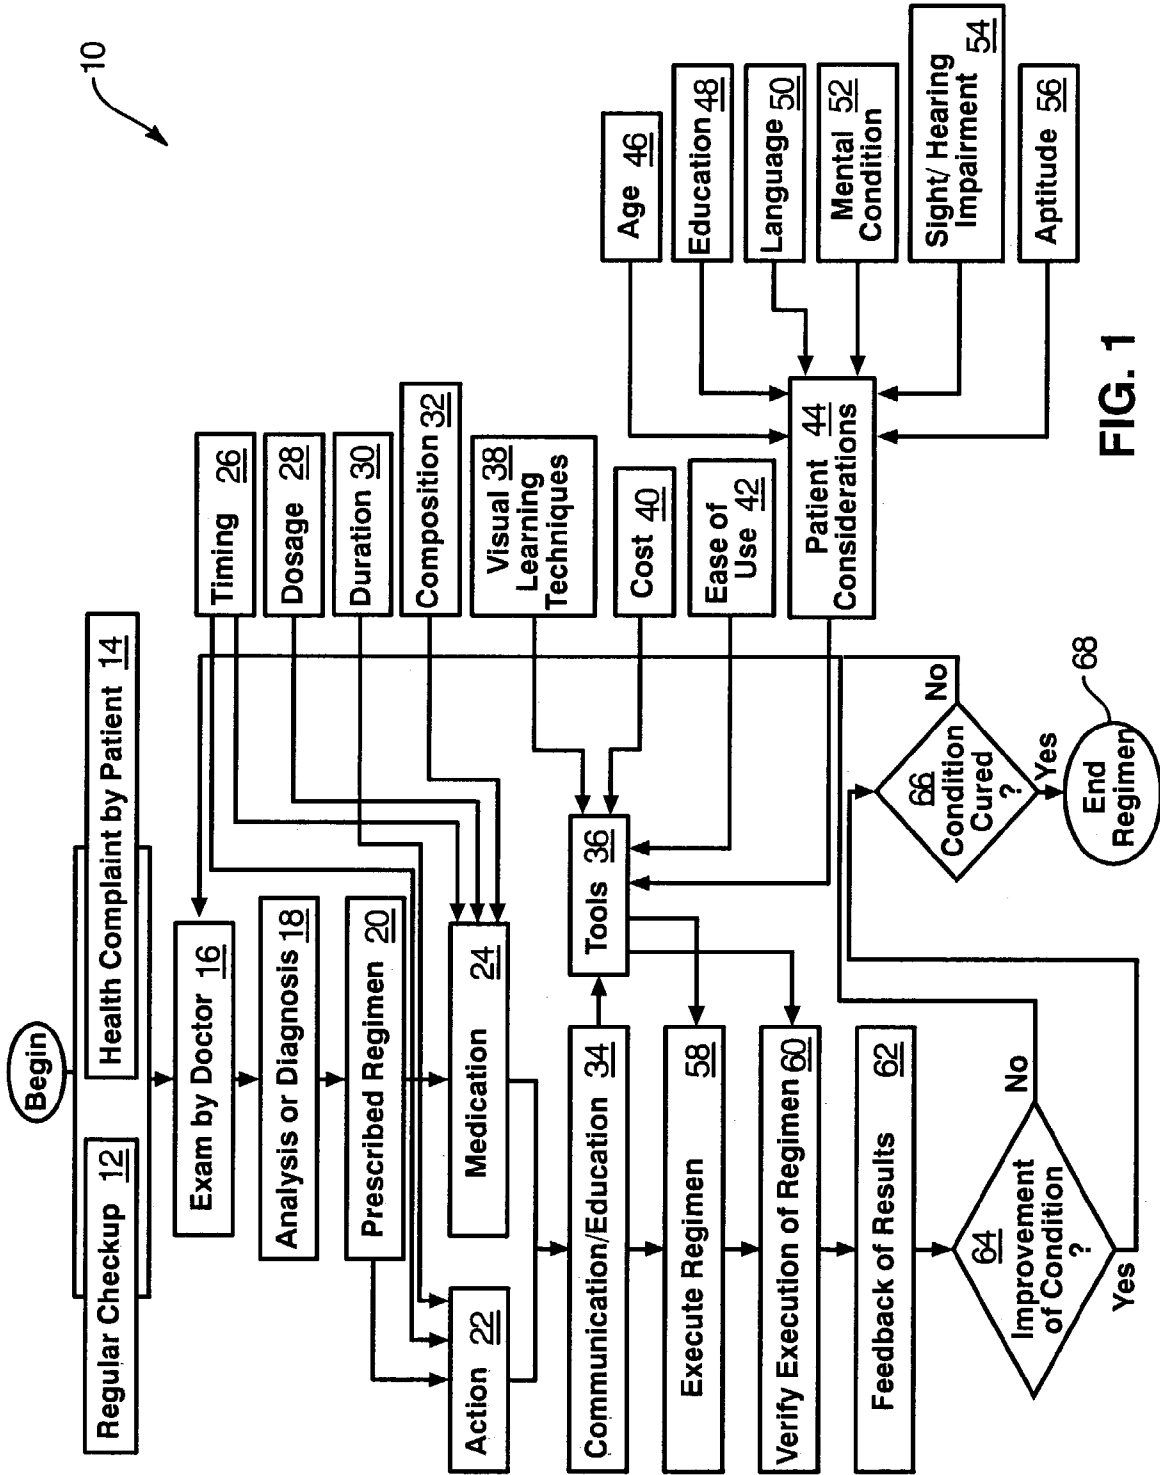 10
Begin
Regular Checkup 12
Health Complaint by Patient 14
Exam by Doctor 16
Analysis or Diagnosis 18
Prescribed Regimen 20
Action 22
Medication 24
Timing 26
Dosage 28
Duration 30
Composition 32
Communication/Education 34
Tools 36
Visual 38
Learning
Techniques
Cost 40
Ease of
Use 42
Patient 44
Considerations
Age 46
Education 48
Language 50
Mental 52
Condition
Sight/ Hearing
Impairment 54
Aptitude 56
Execute Regimen 58
Verify Execution of Regimen 60
Feedback of Results 62
64
Improvement
of Condition
?
No
Yes
66
Condition
Cured
?
No
Yes
End
Regimen
68
FIG. 1